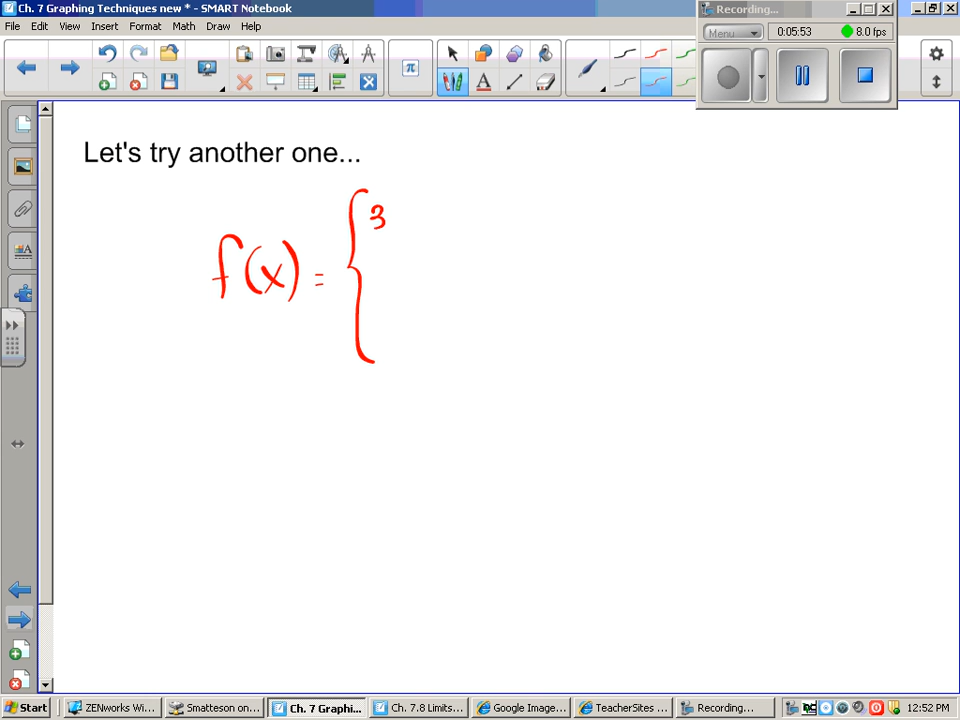 Ch. 7 Graphing Techniques new * - SMART Notebook
Recording...
File Edit View Insert Format Math Draw Help
Menu 0:05:53 8.0 fps
π
A
Let's try another one...
f(x) = { 3
Start ZENworks Wi... Smatteson on... Ch. 7 Graphi... Ch. 7.8 Limits... Google Image... TeacherSites ... Recording... 12:52 PM